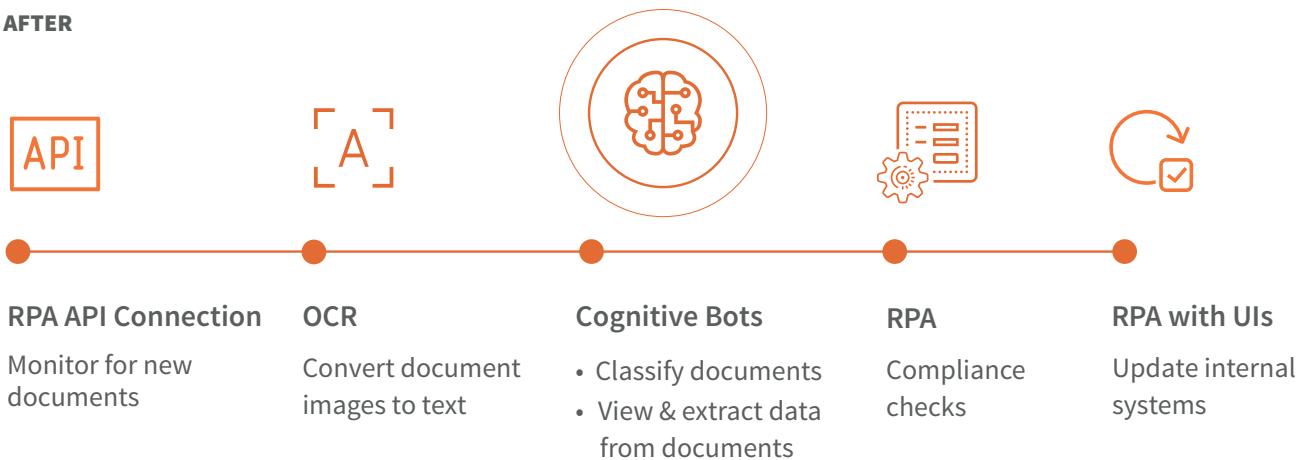 AFTER
API
A
RPA API Connection
Monitor for new
documents
OCR
Convert document
images to text
Cognitive Bots
• Classify documents
• View & extract data
from documents
RPA
Compliance
checks
RPA with UIs
Update internal
systems